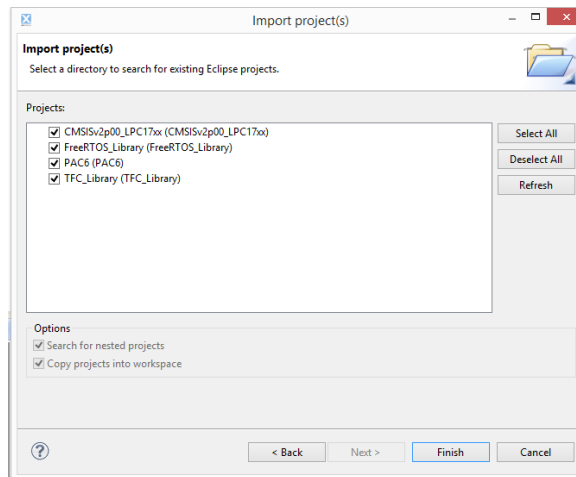 Import project(s)
Import project(s)
Select a directory to search for existing Eclipse projects.
Projects:
CMSISv2p00_LPC17xx (CMSISv2p00_LPC17xx)
FreeRTOS_Library (FreeRTOS_Library)
PAC6 (PAC6)
TFC_Library (TFC_Library)
Select All
Deselect All
Refresh
Options
Search for nested projects
Copy projects into workspace
? < Back Next > Finish Cancel